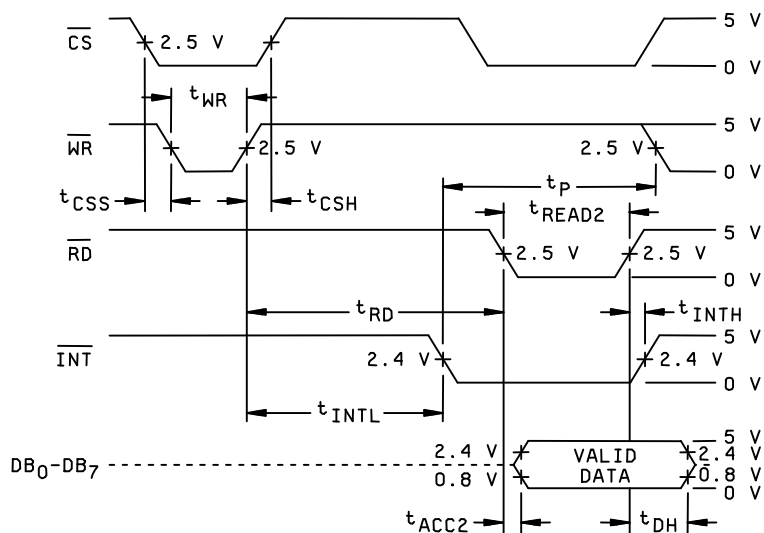 CS 2.5 V 5 V
0 V
tWR
WR 2.5 V 2.5 V 5 V
0 V
tCSS tCSH tP
tREAD2
RD 2.5 V 2.5 V 5 V
0 V
tRD tINTH
INT 2.4 V 2.4 V 5 V
0 V
tINTL
5 V
2.4 V VALID 2.4 V
DB0-DB7
0.8 V DATA 0.8 V
0 V
tACC2 tDH